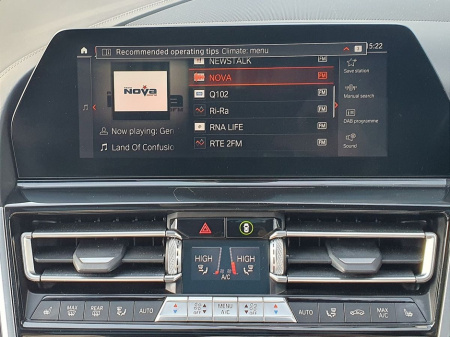 Recommended operating tips Climate: menu
5:22
NEWSTALK FM
NOVA
NOVA FM
Q102 FM
Ri-Ra FM
RNA LIFE FM
RTE 2FM FM
Save station
Manual search
DAB programme
Sound
Now playing: Gen
Land Of Confusio
HIGH HIGH
A/C
MAX REAR AUTO MENU A/C AUTO MAX A/C